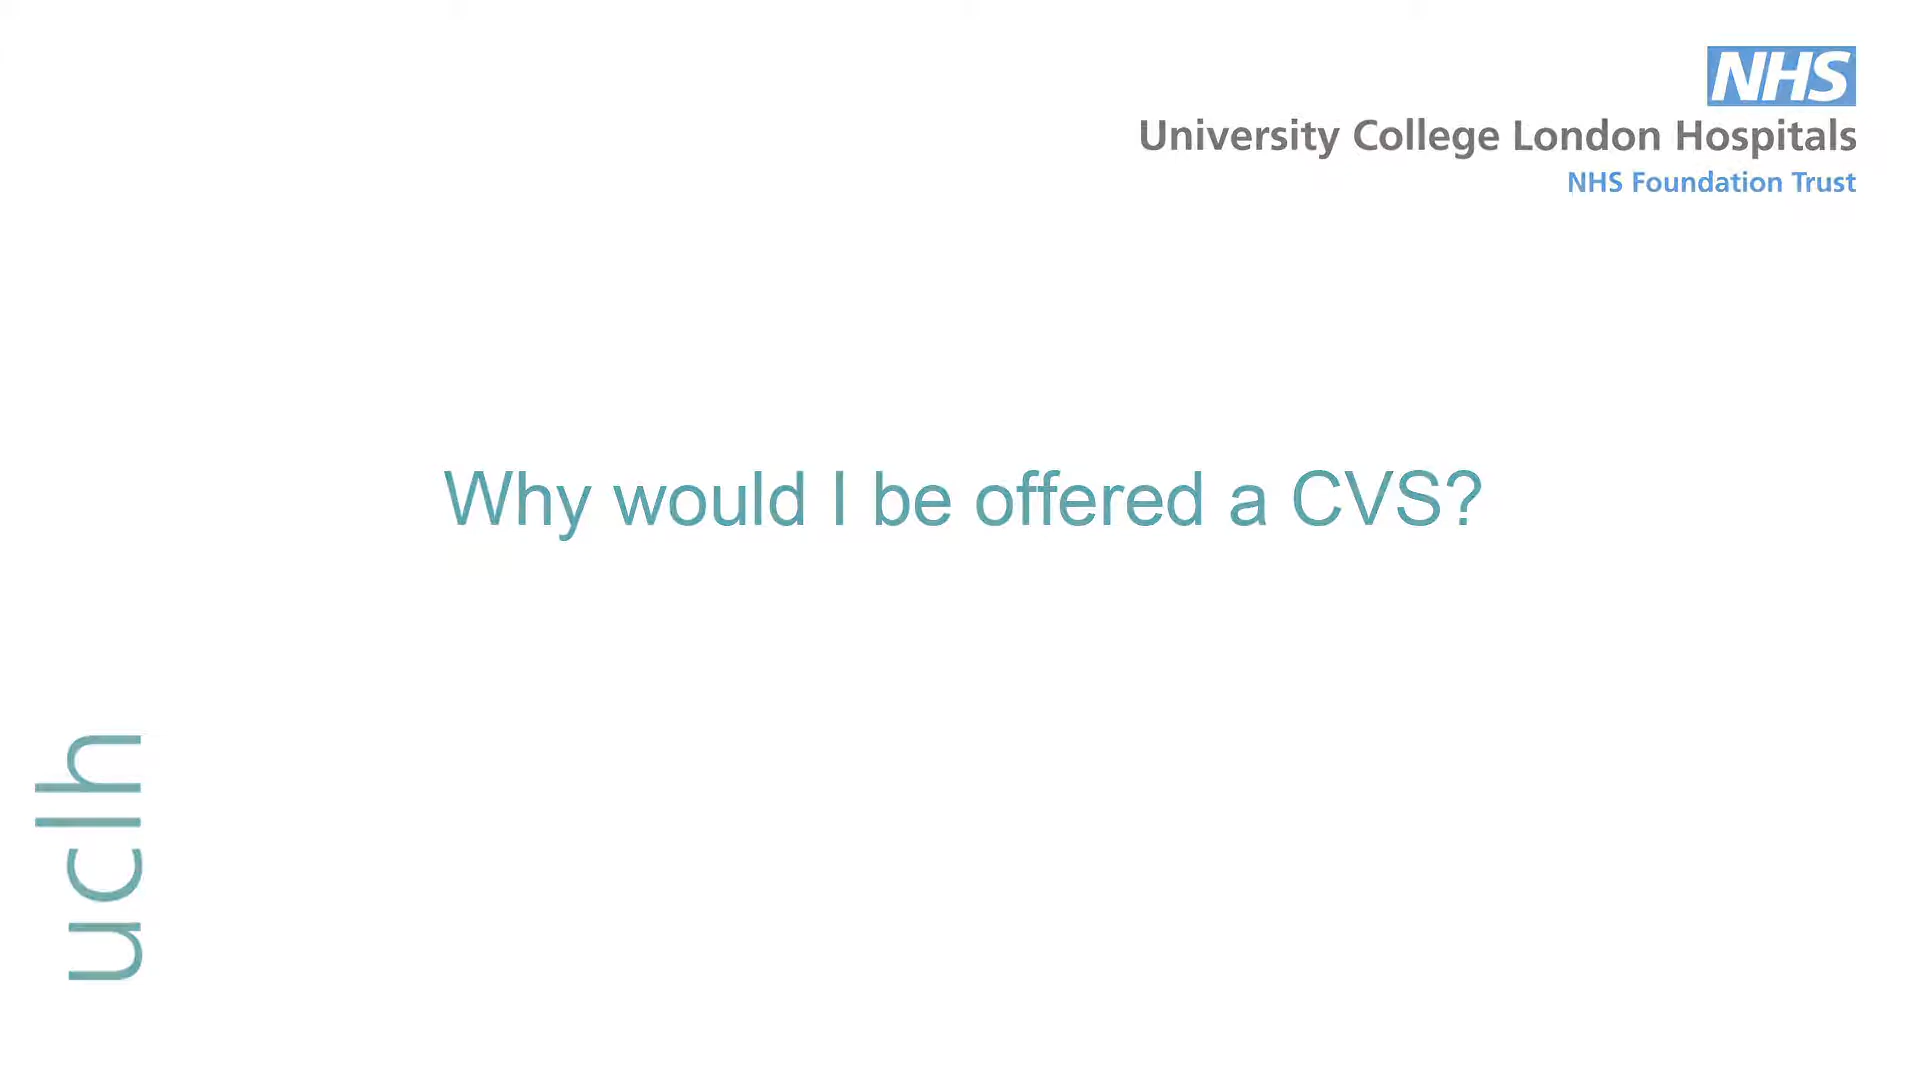 NHS
University College London Hospitals
NHS Foundation Trust
Why would I be offered a CVS?
uclh